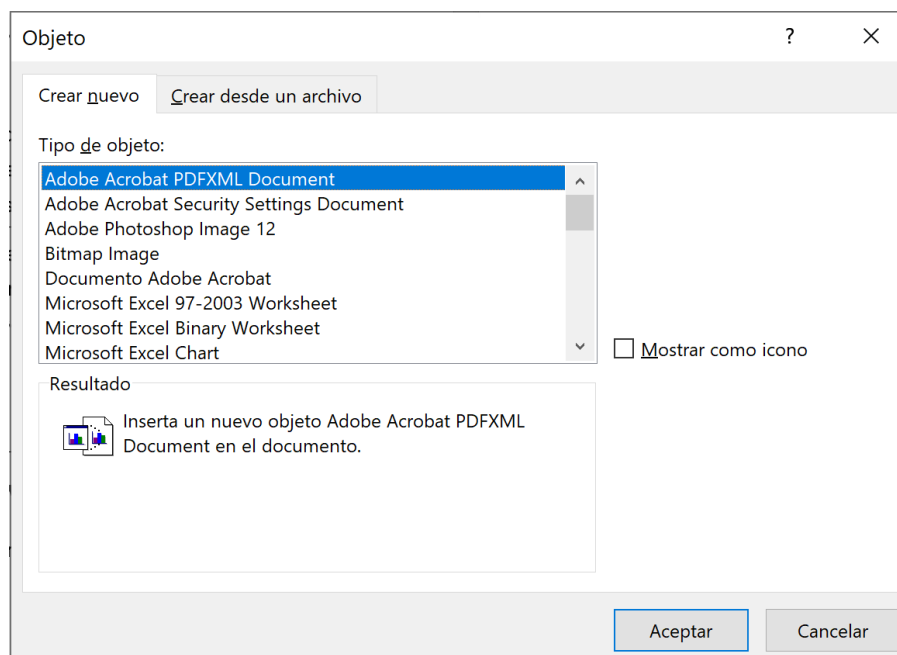 Objeto
?
Crear nuevo
Crear desde un archivo
Tipo de objeto:
Adobe Acrobat PDFXML Document
Adobe Acrobat Security Settings Document
Adobe Photoshop Image 12
Bitmap Image
Documento Adobe Acrobat
Microsoft Excel 97-2003 Worksheet
Microsoft Excel Binary Worksheet
Microsoft Excel Chart
Mostrar como icono
Resultado
Inserta un nuevo objeto Adobe Acrobat PDFXML
Document en el documento.
Aceptar
Cancelar